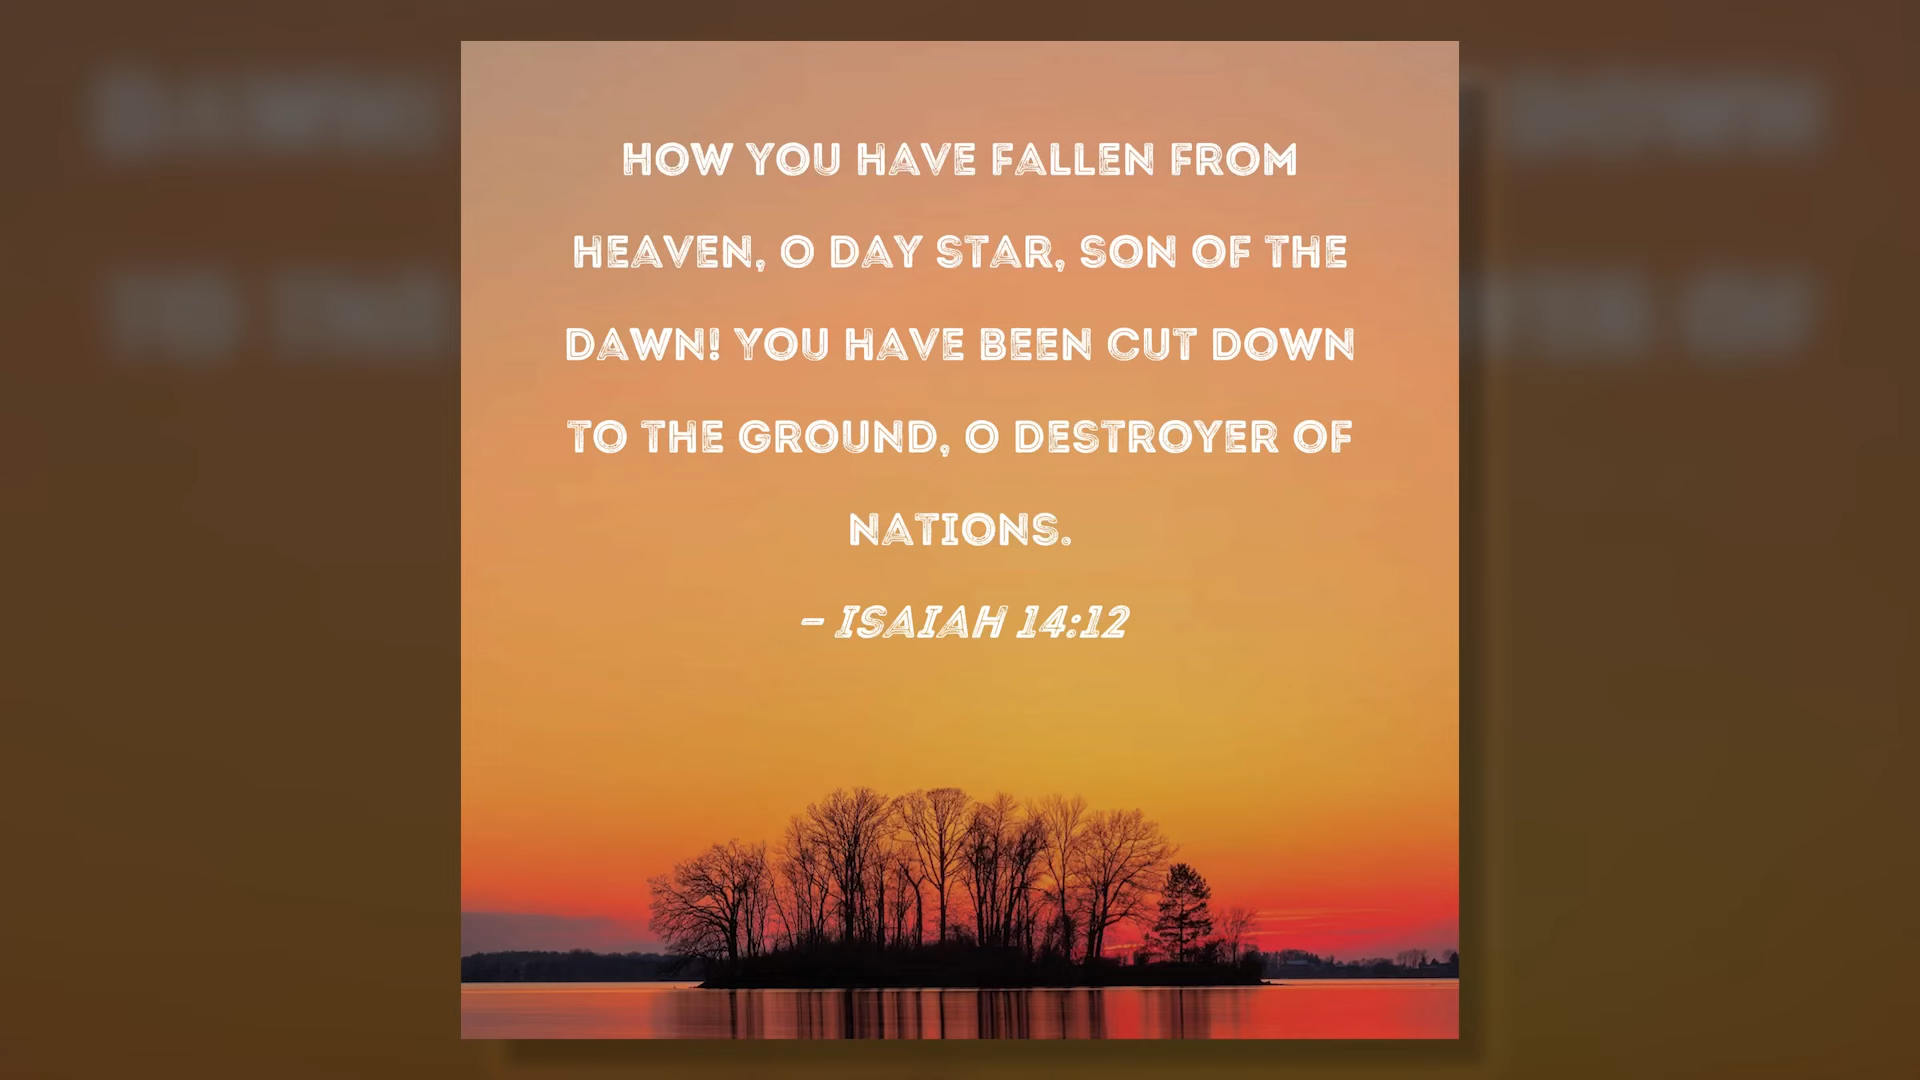 HOW YOU HAVE FALLEN FROM
HEAVEN, O DAY STAR, SON OF THE
DAWN! YOU HAVE BEEN CUT DOWN
TO THE GROUND, O DESTROYER OF
NATIONS.
– ISAIAH 14:12